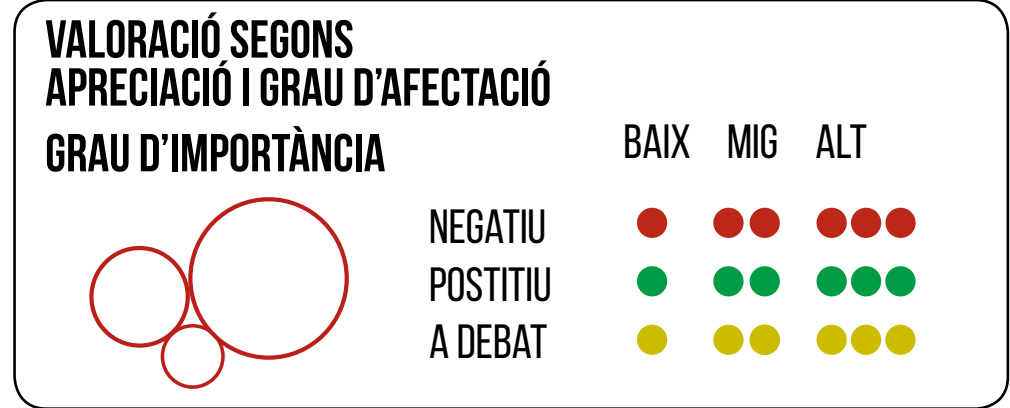 VALORACIÓ SEGONS
APRECIACIÓ I GRAU D'AFECTACIÓ
GRAU D'IMPORTÀNCIA
BAIX MIG ALT
NEGATIU
POSTITIU
A DEBAT